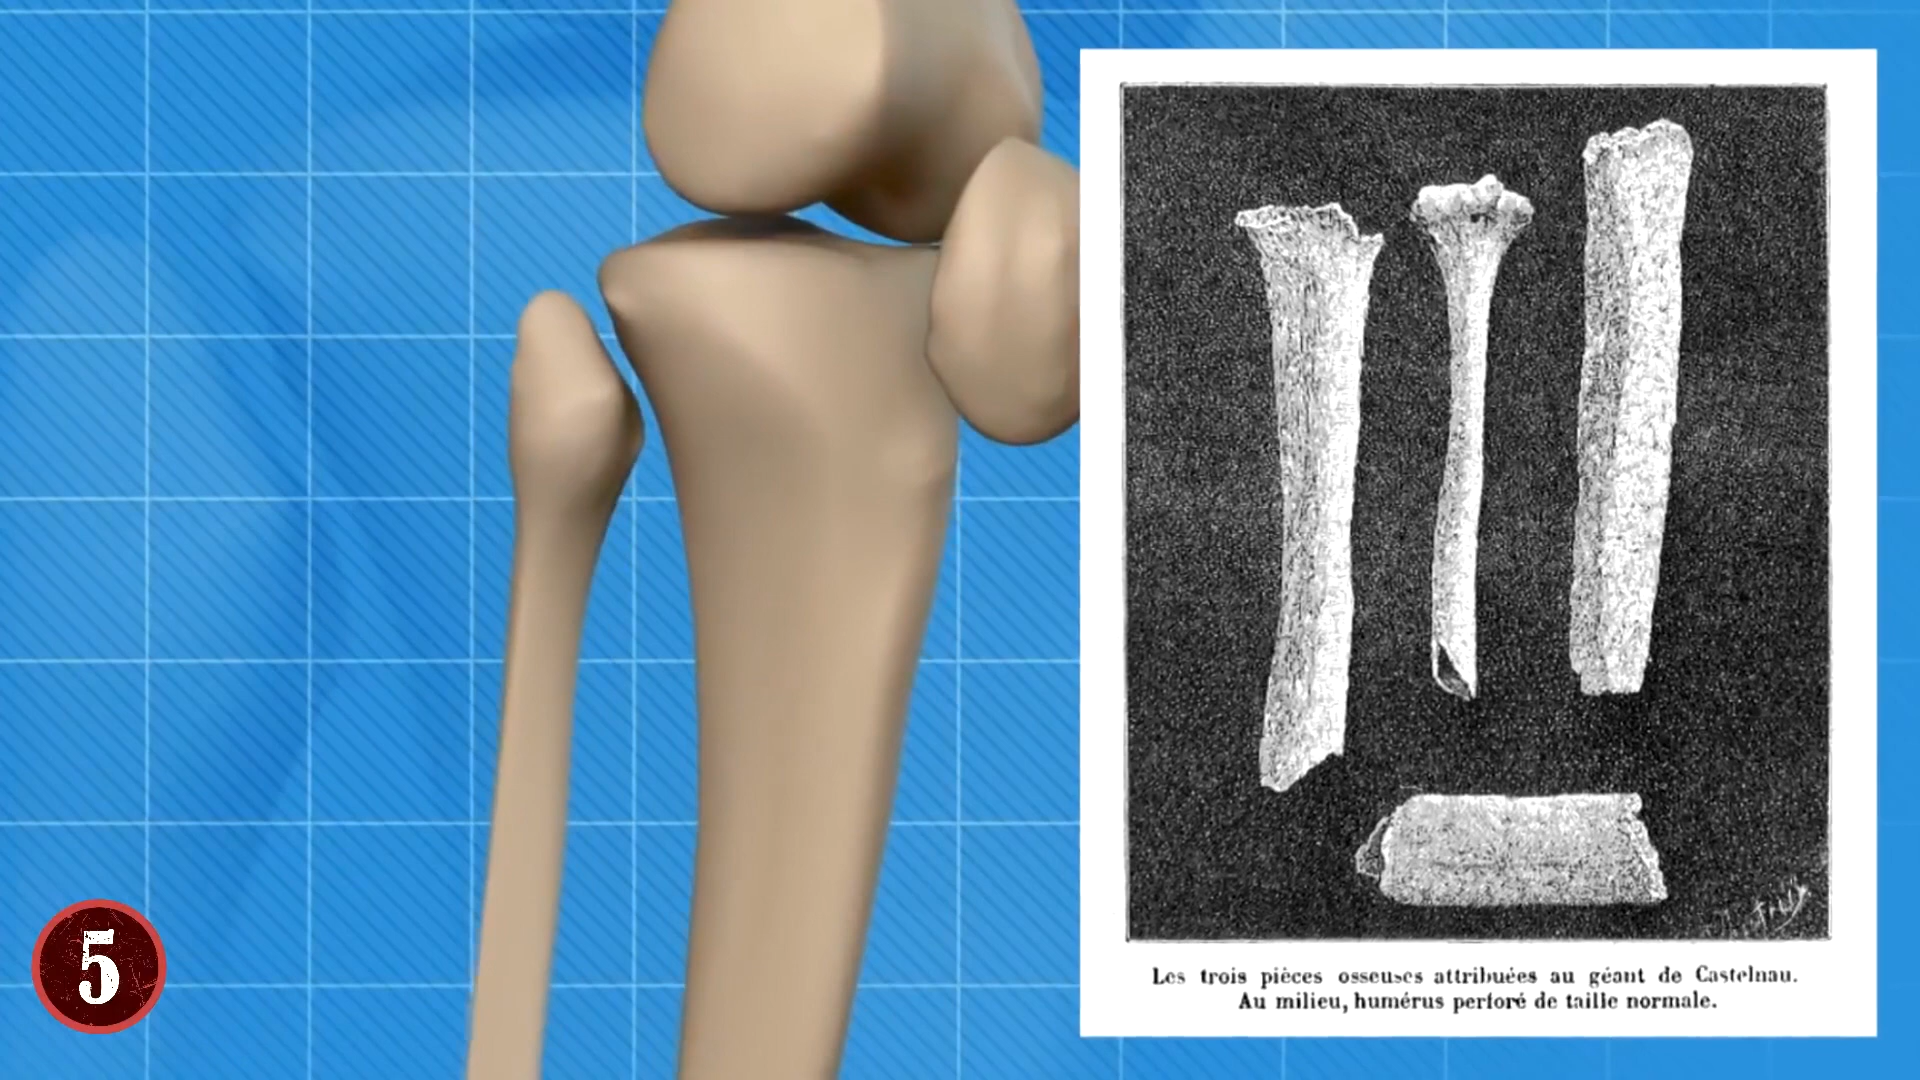 Les trois pièces osseuses attribuées au géant de Castelnau.
Au milieu, humérus perforé de taille normale.
5